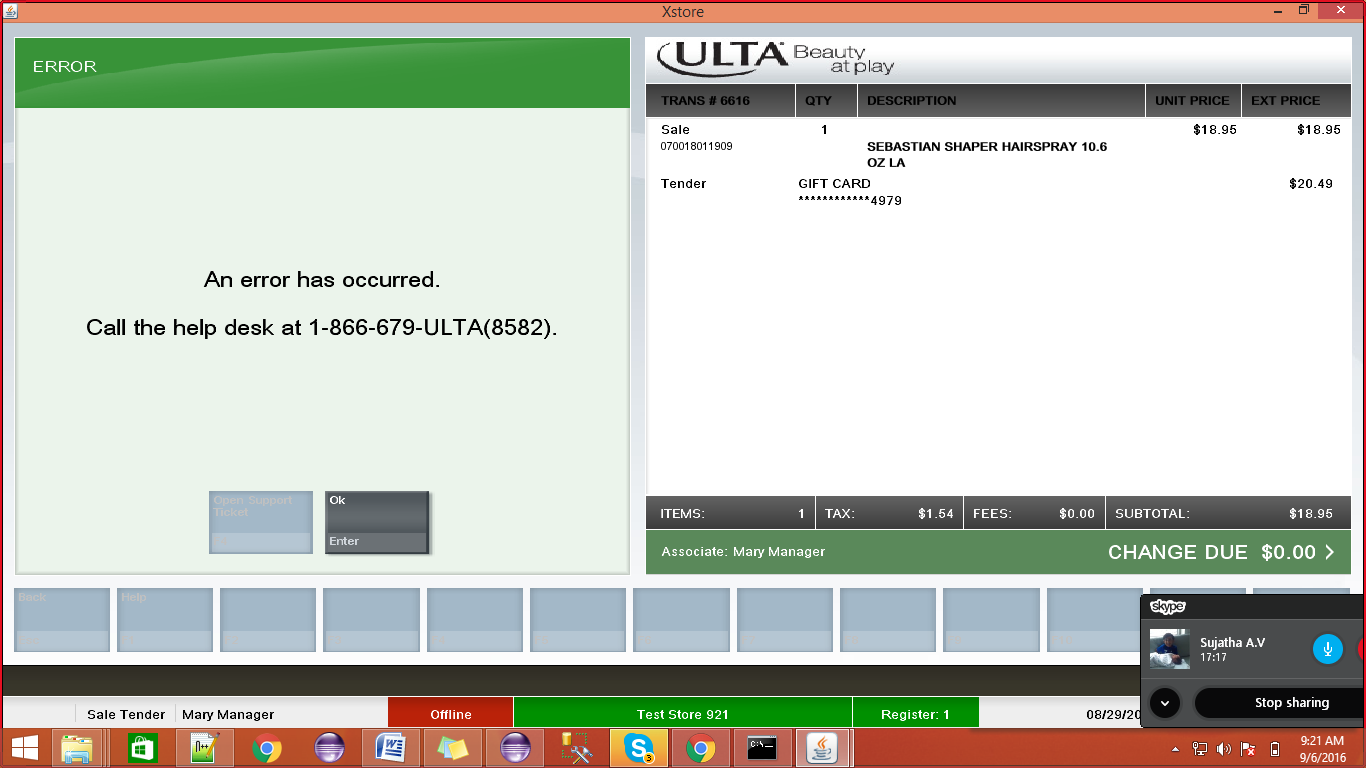 Xstore
ERROR
An error has occurred.
Call the help desk at 1-866-679-ULTA(8582).
Open Support
Ticket
Ok
Enter
ULTA Beauty
at play
TRANS # 6616 QTY DESCRIPTION UNIT PRICE EXT PRICE
Sale 1 $18.95 $18.95
070018011909 SEBASTIAN SHAPER HAIRSPRAY 10.6
OZ LA
Tender GIFT CARD $20.49
************4979
ITEMS: 1 TAX: $1.54 FEES: $0.00 SUBTOTAL: $18.95
Associate: Mary Manager CHANGE DUE $0.00 >
Back Help
skype
Sujatha A.V
17:17
Stop sharing
Sale Tender Mary Manager Offline Test Store 921 Register: 1 08/29/20
9:21 AM
9/6/2016